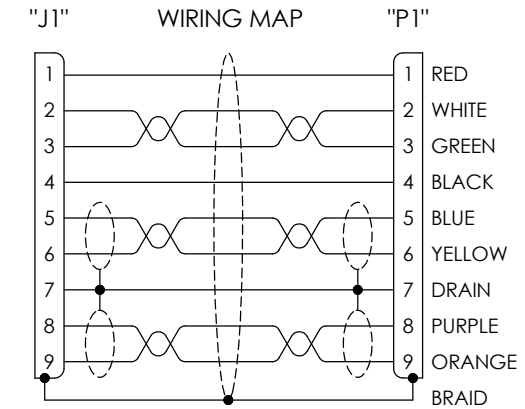 "J1" WIRING MAP "P1"
1 1 RED
2 2 WHITE
3 3 GREEN
4 4 BLACK
5 5 BLUE
6 6 YELLOW
7 7 DRAIN
8 8 PURPLE
9 9 ORANGE
BRAID